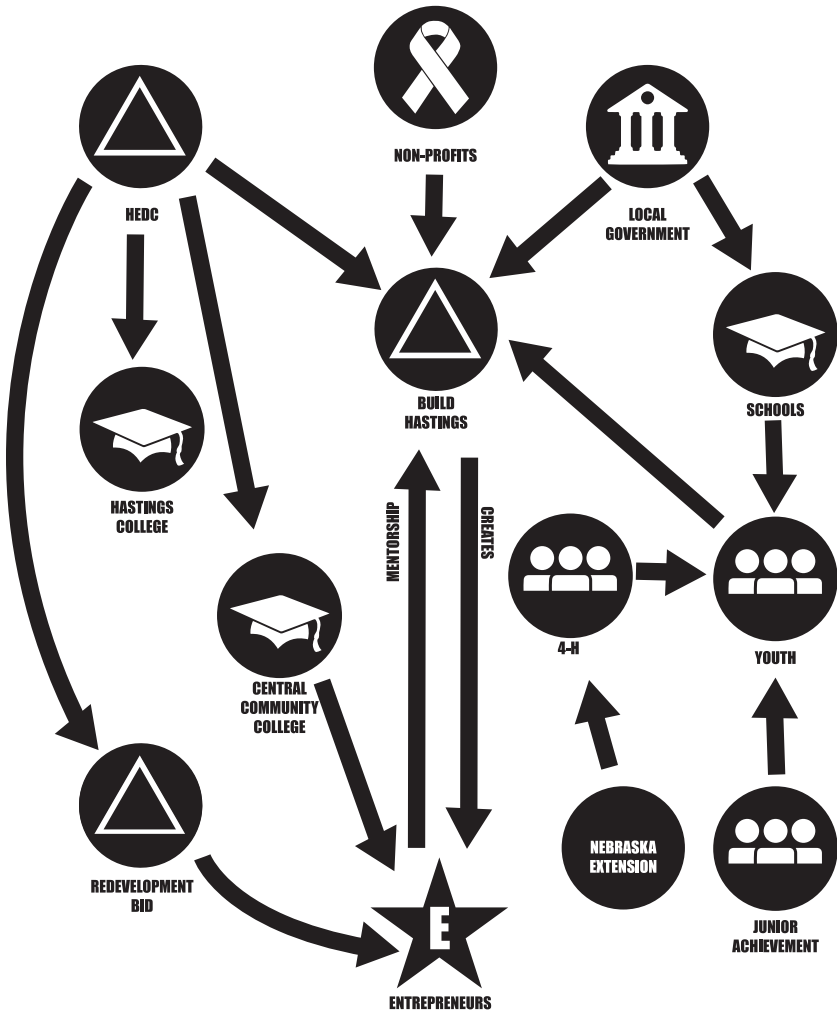 NON-PROFITS
HEDC
LOCAL
GOVERNMENT
BUILD
HASTINGS
SCHOOLS
HASTINGS
COLLEGE
MENTORSHIP
CREATES
4-H
YOUTH
CENTRAL
COMMUNITY
COLLEGE
NEBRASKA
EXTENSION
REDEVELOPMENT
BID
JUNIOR
ACHIEVEMENT
E
ENTREPRENEURS